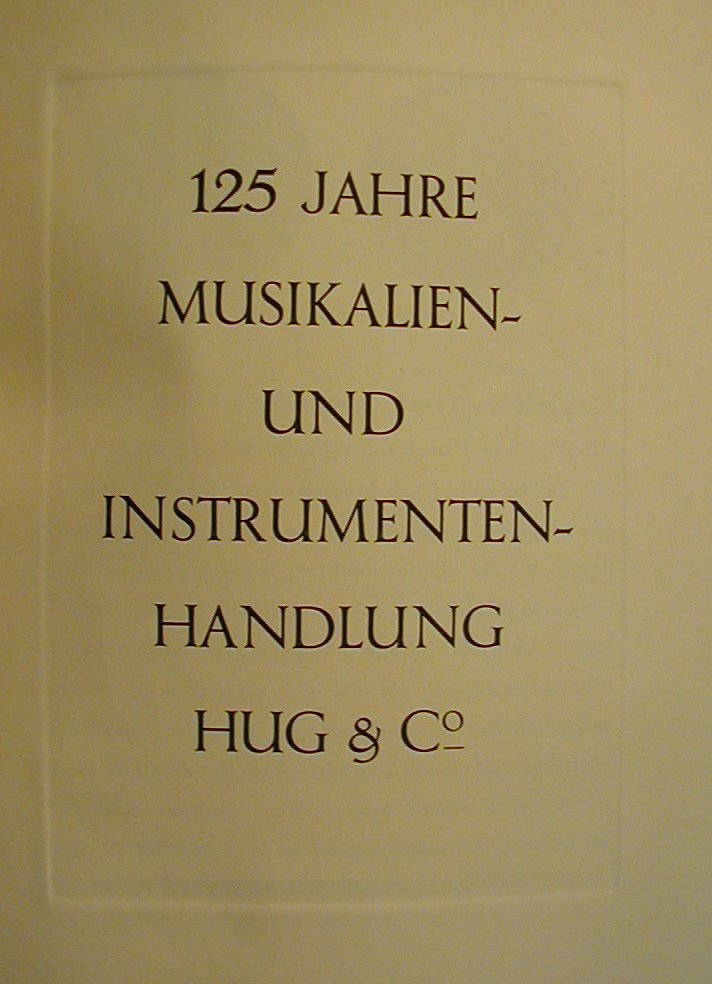 125 JAHRE
MUSIKALIEN-
UND
INSTRUMENTEN-
HANDLUNG
HUG & Cº